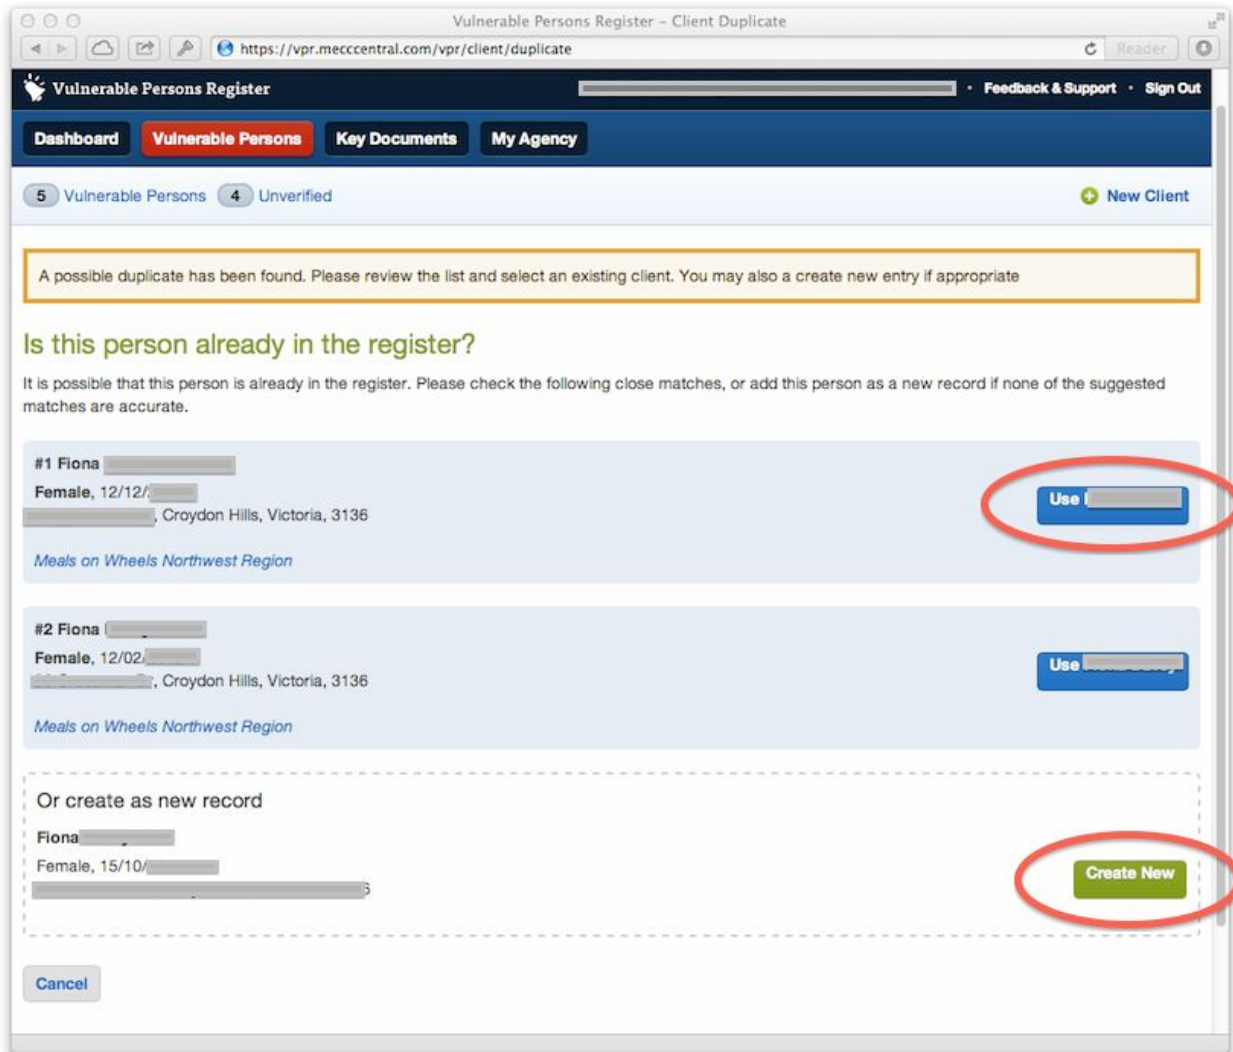 Vulnerable Persons Register – Client Duplicate
https://vpr.mecccentral.com/vpr/client/duplicate
Reader
Vulnerable Persons Register
· Feedback & Support · Sign Out
Dashboard Vulnerable Persons Key Documents My Agency
5 Vulnerable Persons 4 Unverified New Client
A possible duplicate has been found. Please review the list and select an existing client. You may also a create new entry if appropriate
Is this person already in the register?
It is possible that this person is already in the register. Please check the following close matches, or add this person as a new record if none of the suggested
matches are accurate.
#1 Fiona
Female, 12/12/
Use
, Croydon Hills, Victoria, 3136
Meals on Wheels Northwest Region
#2 Fiona
Female, 12/02/
Use
, Croydon Hills, Victoria, 3136
Meals on Wheels Northwest Region
Or create as new record
Fiona
Female, 15/10/
Create New
Cancel